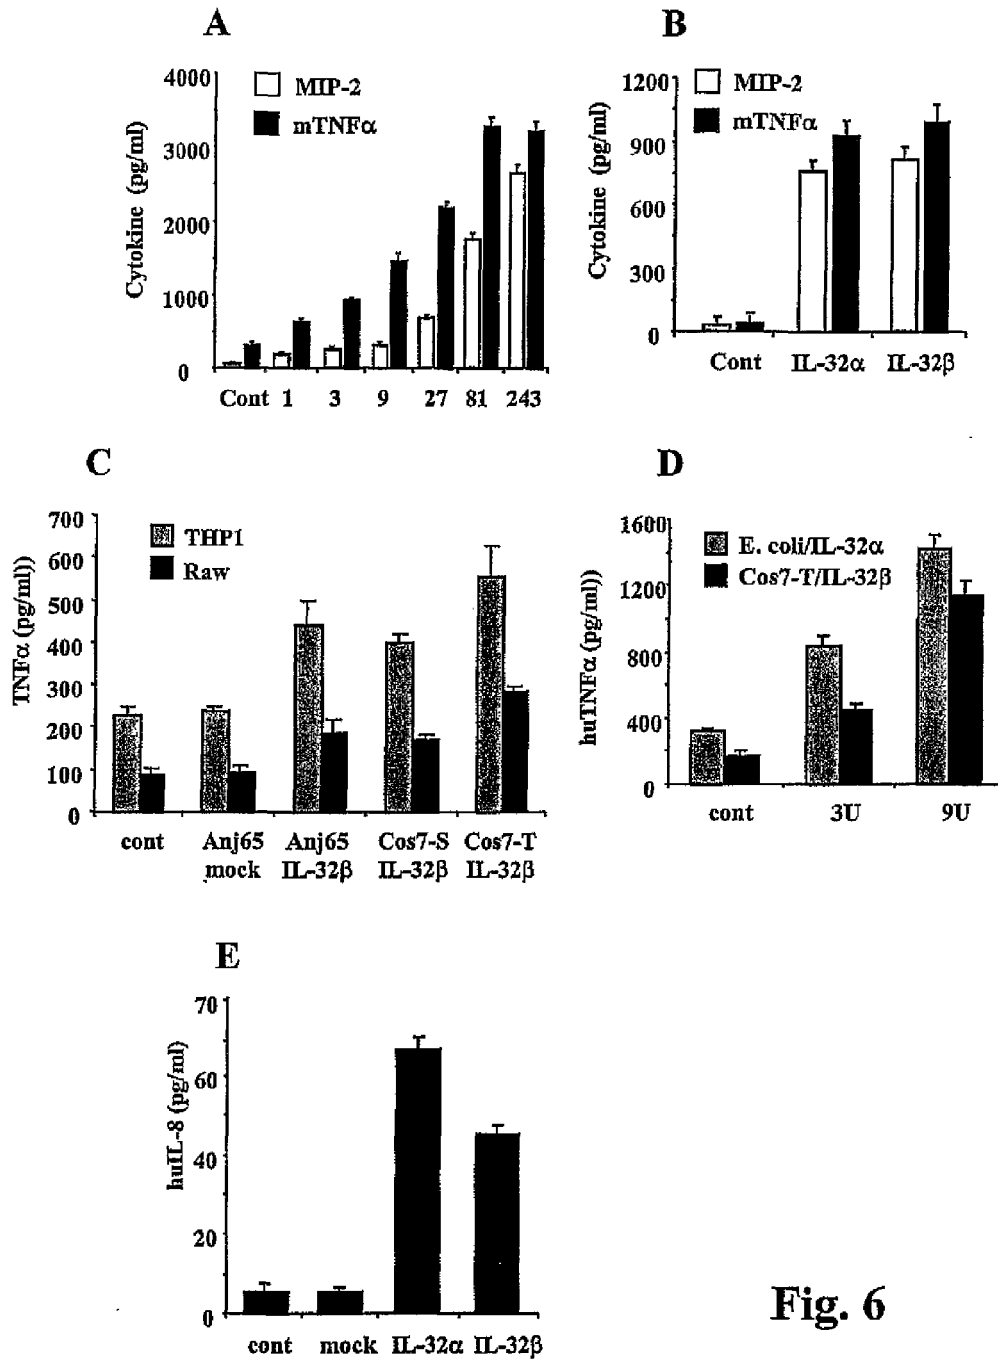 A
4000
3000
2000
1000
0
Cytokine (pg/ml)
MIP-2
mTNFα
Cont 1 3 9 27 81 243
B
1200
900
600
300
0
Cytokine (pg/ml)
MIP-2
mTNFα
Cont IL-32α IL-32β
C
700
600
500
400
300
200
100
0
TNFα (pg/ml))
THP1
Raw
cont Anj65 Anj65 Cos7-S Cos7-T
mock IL-32β IL-32β IL-32β
D
1600
1200
800
400
0
huTNFα (pg/ml))
E. coli/IL-32α
Cos7-T/IL-32β
cont 3U 9U
E
70
60
40
20
0
huIL-8 (pg/ml)
cont mock IL-32α IL-32β
Fig. 6